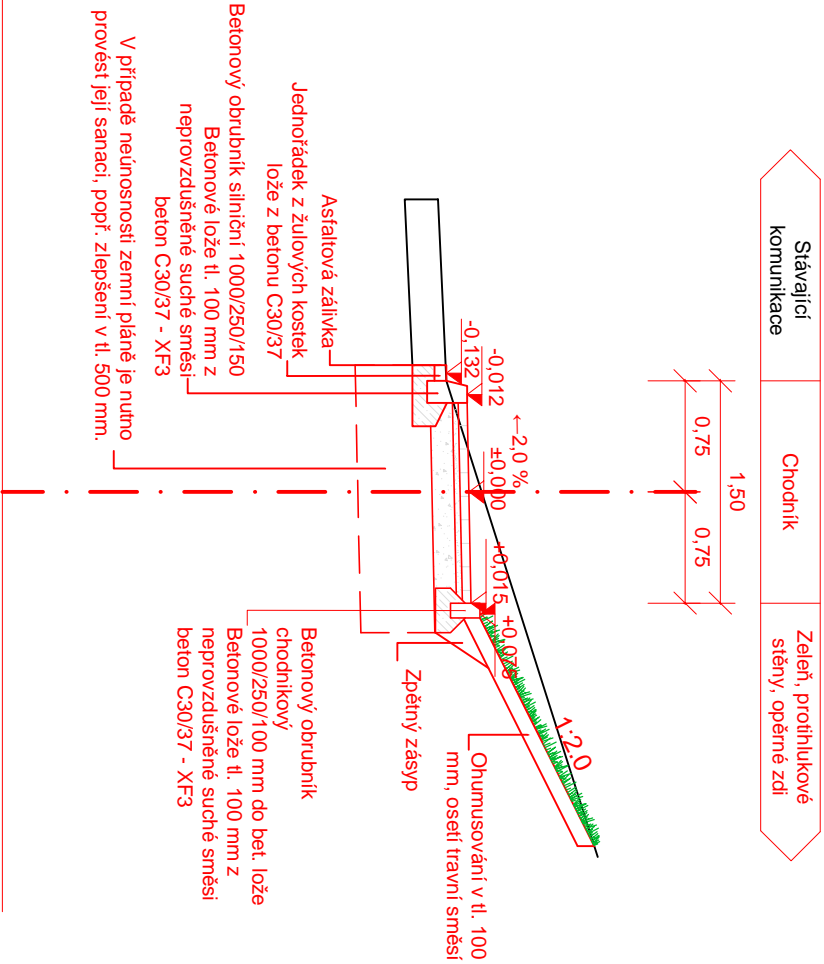 Stávající
komunikace
Chodník
Zeleň, protihlukové
stěny, opěrné zdi
1,50
0,75
0,75
-0,012
-0,132
←2,0 %
±0,000
+0,015
+0,075
1:2.0
Asfaltová zálivka
Jednořádek z žulových kostek
lože z betonu C30/37
Betonový obrubník silniční 1000/250/150
Betonové lože tl. 100 mm z
neprovzdušněné suché směsi
beton C30/37 - XF3
V případě neúnosnosti zemní pláně je nutno
provést její sanaci, popř. zlepšení v tl. 500 mm.
Ohumusování v tl. 100
mm, osetí travní směsí
Zpětný zásyp
Betonový obrubník
chodnikový
1000/250/100 mm do bet. lože
Betonové lože tl. 100 mm z
neprovzdušněné suché směsi
beton C30/37 - XF3